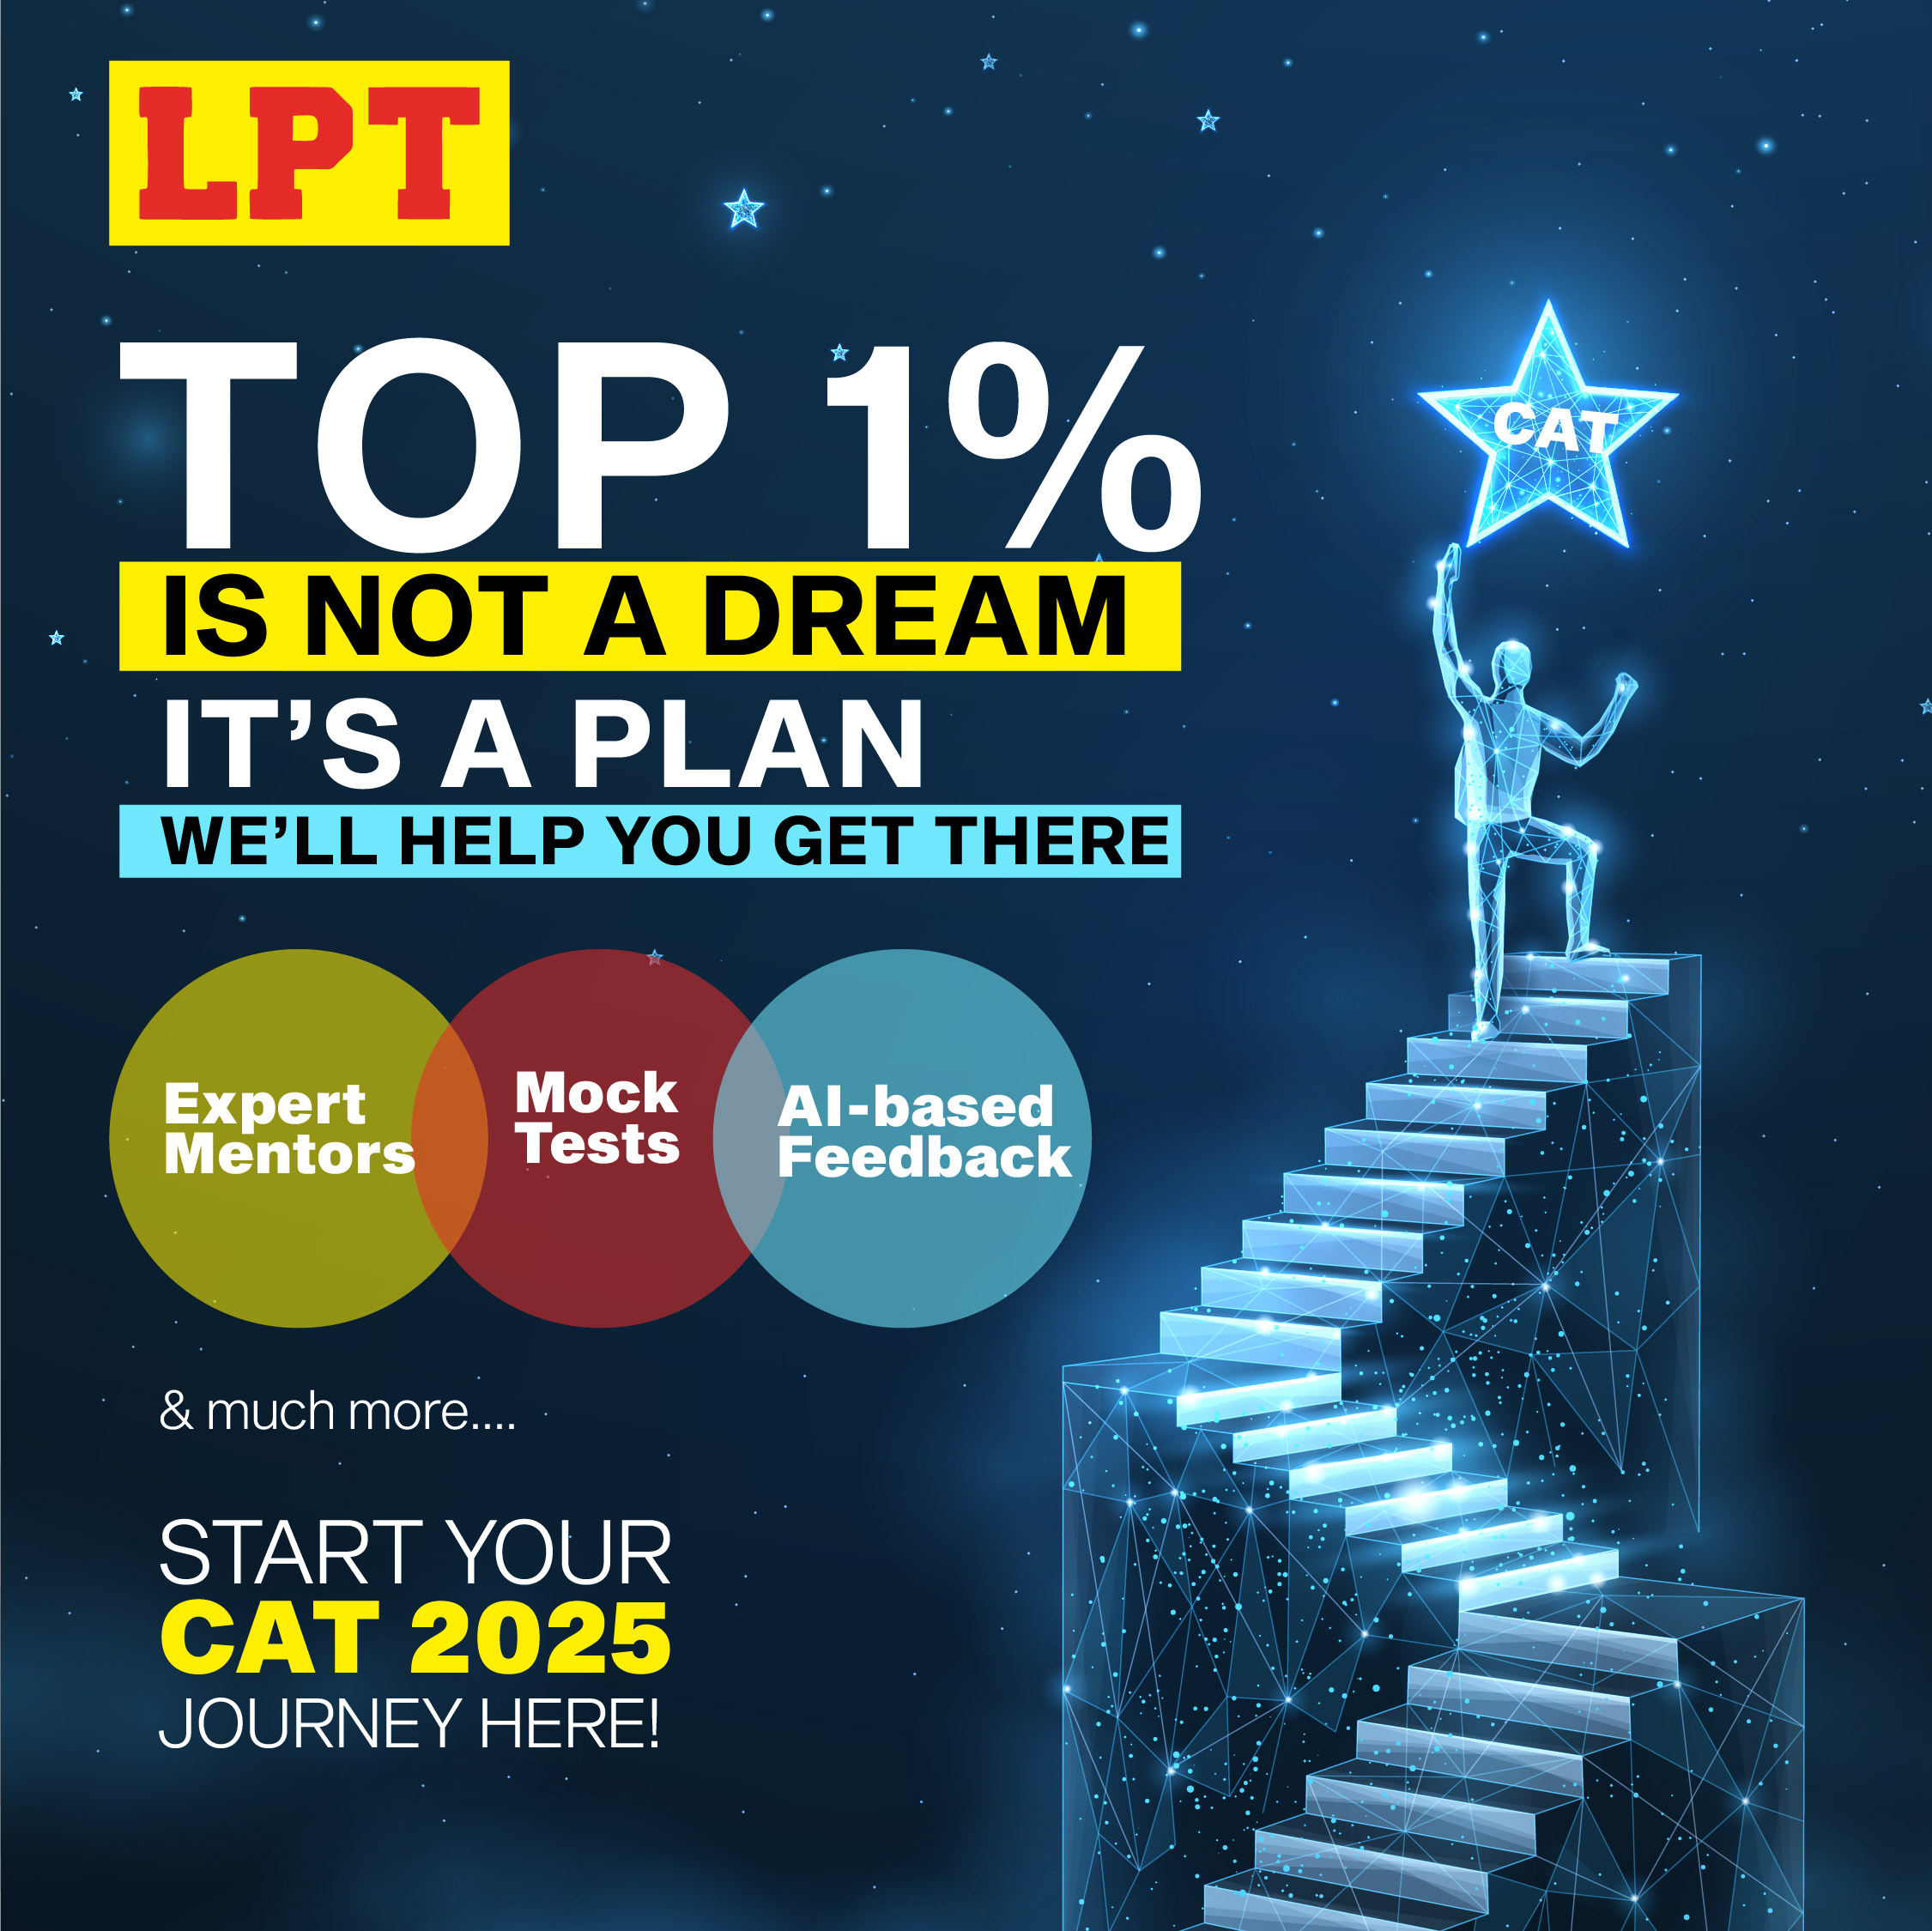 LPT
CAT
TOP 1%
IS NOT A DREAM
IT'S A PLAN
WE'LL HELP YOU GET THERE
Expert
Mentors
Mock
Tests
AI-based
Feedback
& much more....
START YOUR
CAT 2025
JOURNEY HERE!